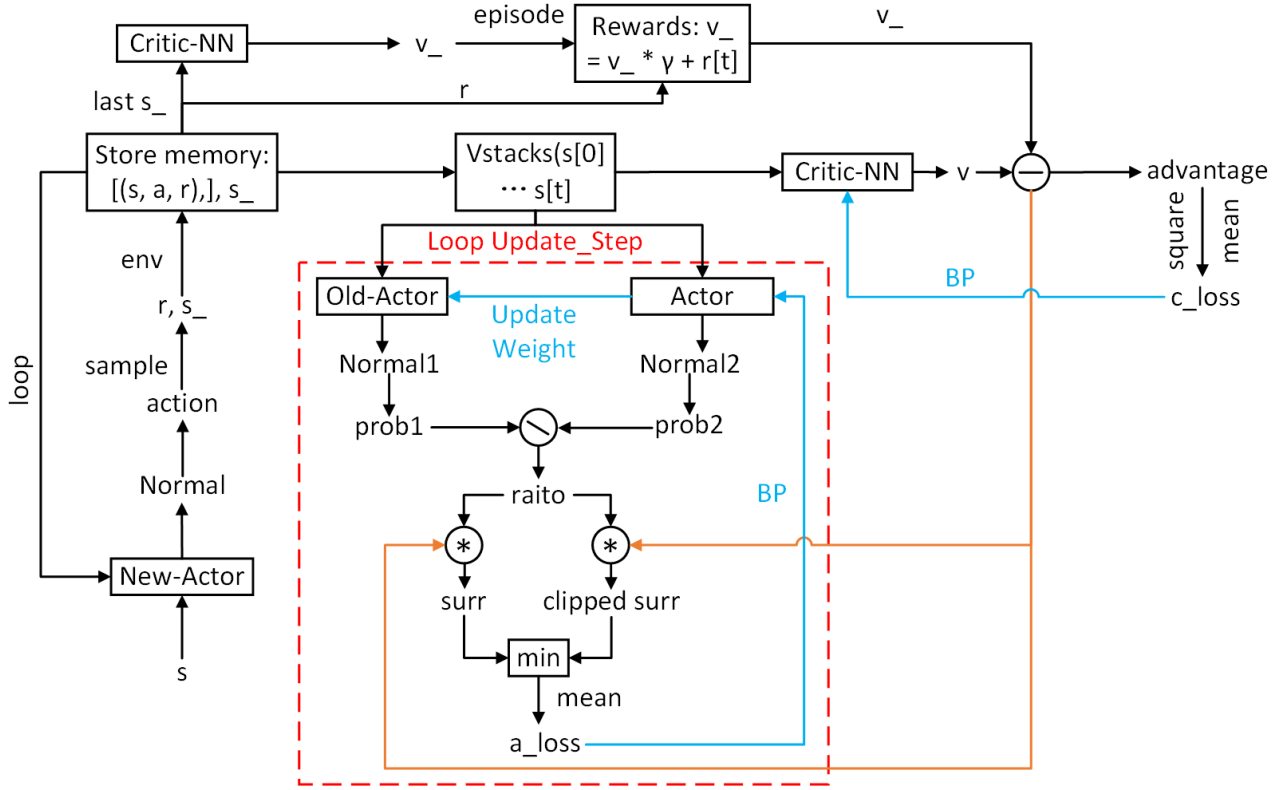 episode
v_
Critic-NN
v_
Rewards: v_
= v_ * γ + r[t]
last s_
r
Store memory:
[(s, a, r),], s_
Vstacks(s[0]
⋯ s[t]
Critic-NN
v
−
advantage
square
mean
Loop Update_Step
env
BP
Old-Actor
Actor
c_loss
r, s_
Update
Weight
loop
sample
Normal1
Normal2
action
prob1
\
prob2
Normal
raito
BP
*
*
New-Actor
surr
clipped surr
s
min
mean
a_loss